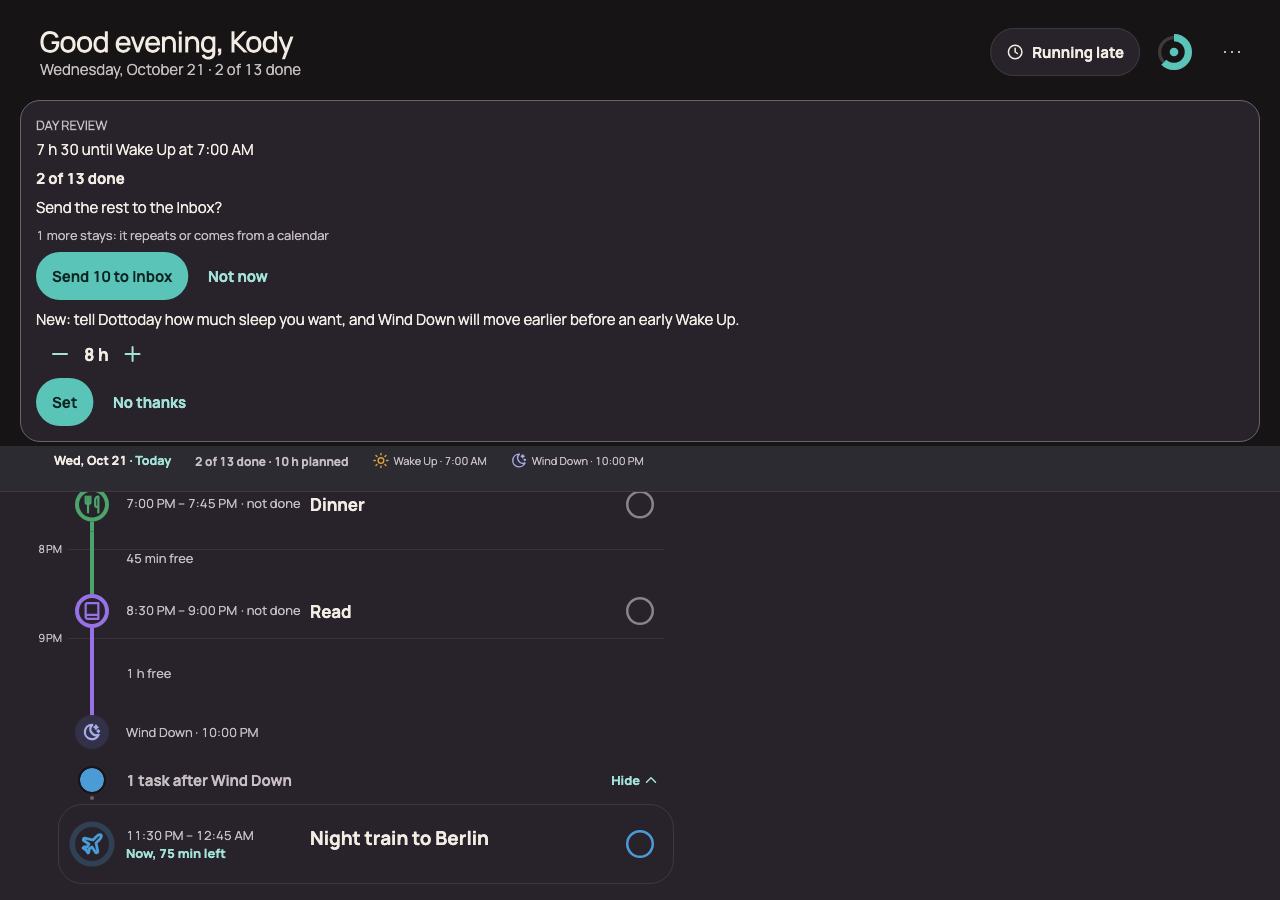 Good evening, Kody
Wednesday, October 21 · 2 of 13 done
Running late
DAY REVIEW
7 h 30 until Wake Up at 7:00 AM
2 of 13 done
Send the rest to the Inbox?
1 more stays: it repeats or comes from a calendar
Send 10 to Inbox Not now
New: tell Dottoday how much sleep you want, and Wind Down will move earlier before an early Wake Up.
8 h
Set No thanks
Wed, Oct 21 · Today 2 of 13 done · 10 h planned Wake Up · 7:00 AM Wind Down · 10:00 PM
7:00 PM – 7:45 PM · not done Dinner
8 PM
45 min free
8:30 PM – 9:00 PM · not done Read
9 PM
1 h free
Wind Down · 10:00 PM
1 task after Wind Down Hide
11:30 PM – 12:45 AM Night train to Berlin
Now, 75 min left